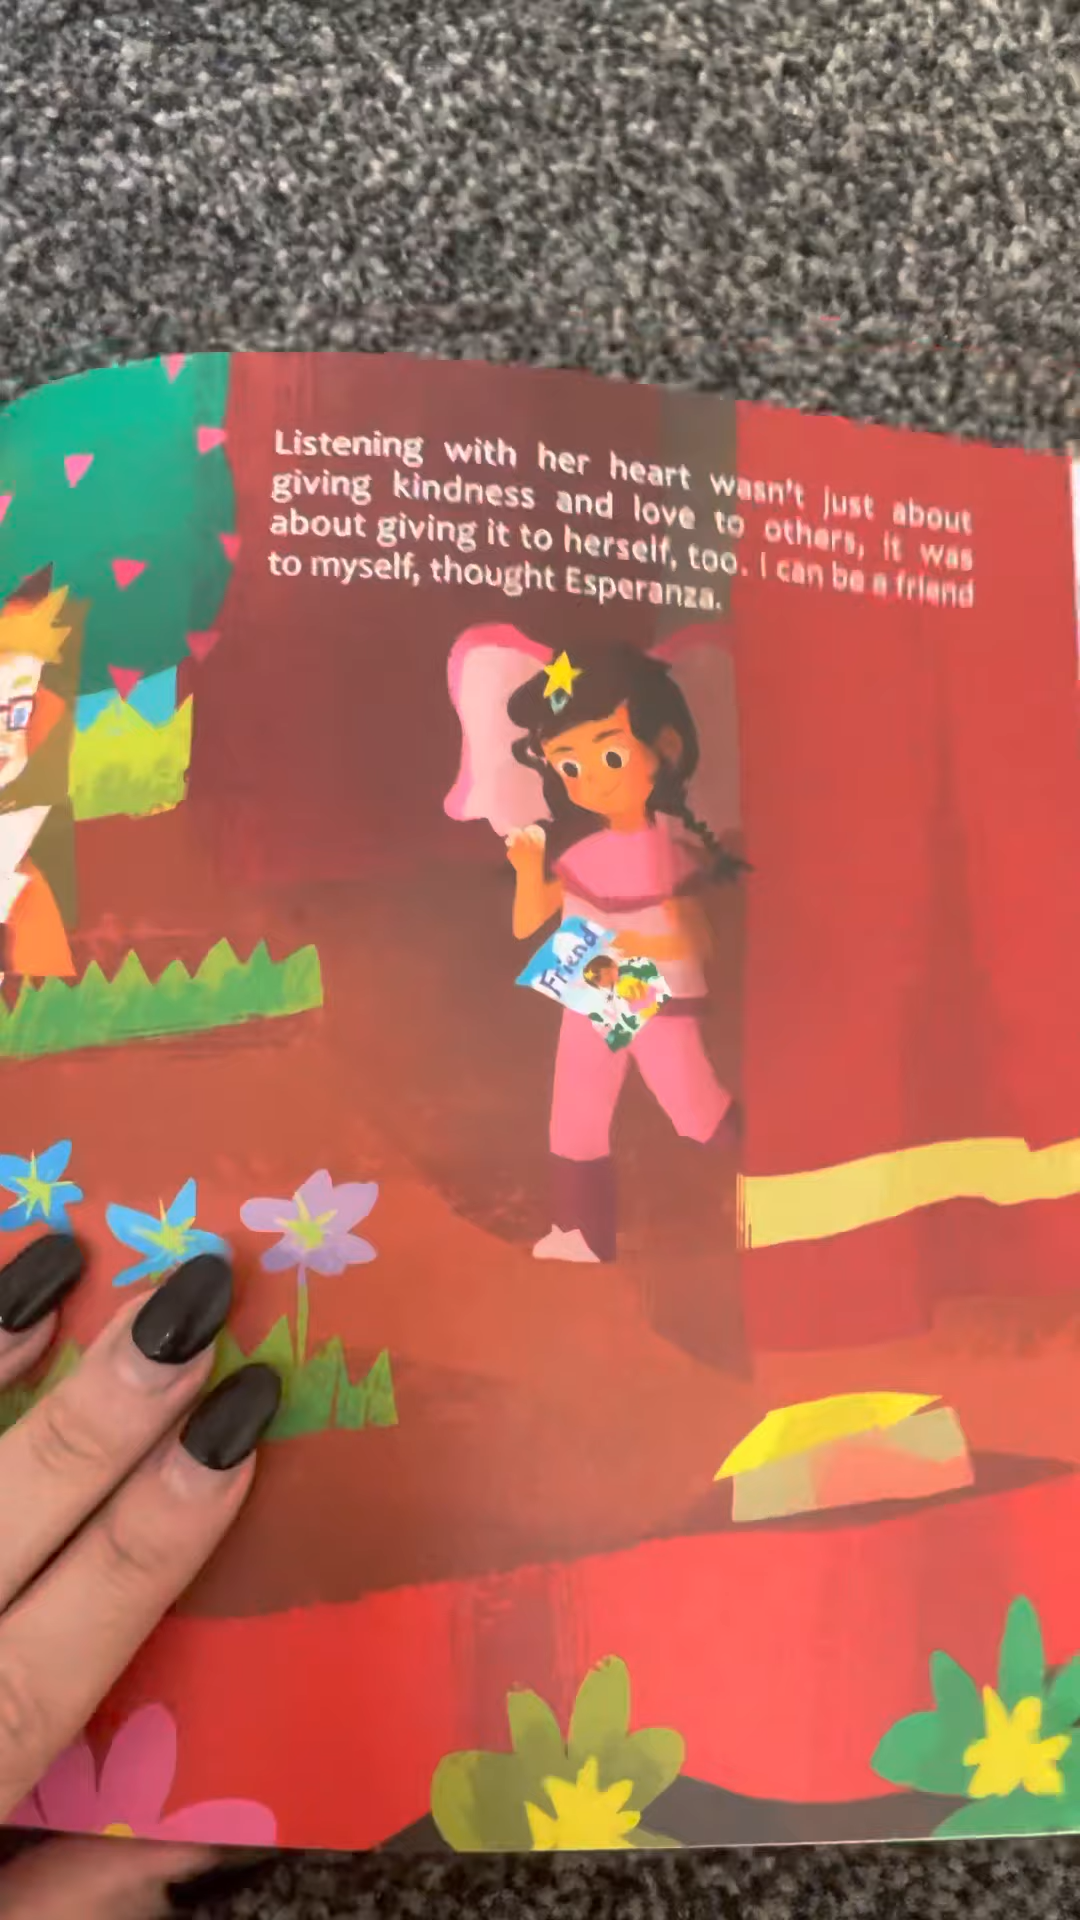 Listening with her heart wasn't just about
giving kindness and love to others, it was
about giving it to herself, too. I can be a friend
to myself, thought Esperanza.
Friend